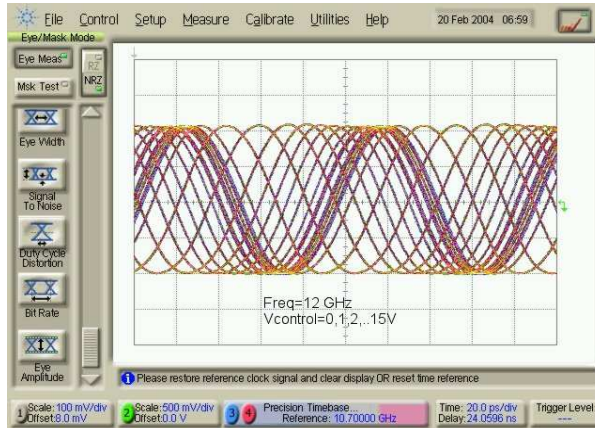 File Control Setup Measure Calibrate Utilities Help 20 Feb 2004 06:59
Eye/Mask Mode
Eye Meas
RZ
NRZ
Msk Test
Eye Width
Signal
To Noise
Duty Cycle
Distortion
Bit Rate
Eye
Amplitude
Freq=12 GHz
Vcontrol=0,1,2,..15V
Please restore reference clock signal and clear display OR reset time reference
1 Scale: 100 mV/div
Offset:8.0 mV
2 Scale:500 mV/div
Offset:0.0 V
3 4 Precision Timebase...
Reference: 10.70000 GHz
Time: 20.0 ps/div
Delay:24.0596 ns
Trigger Level
---